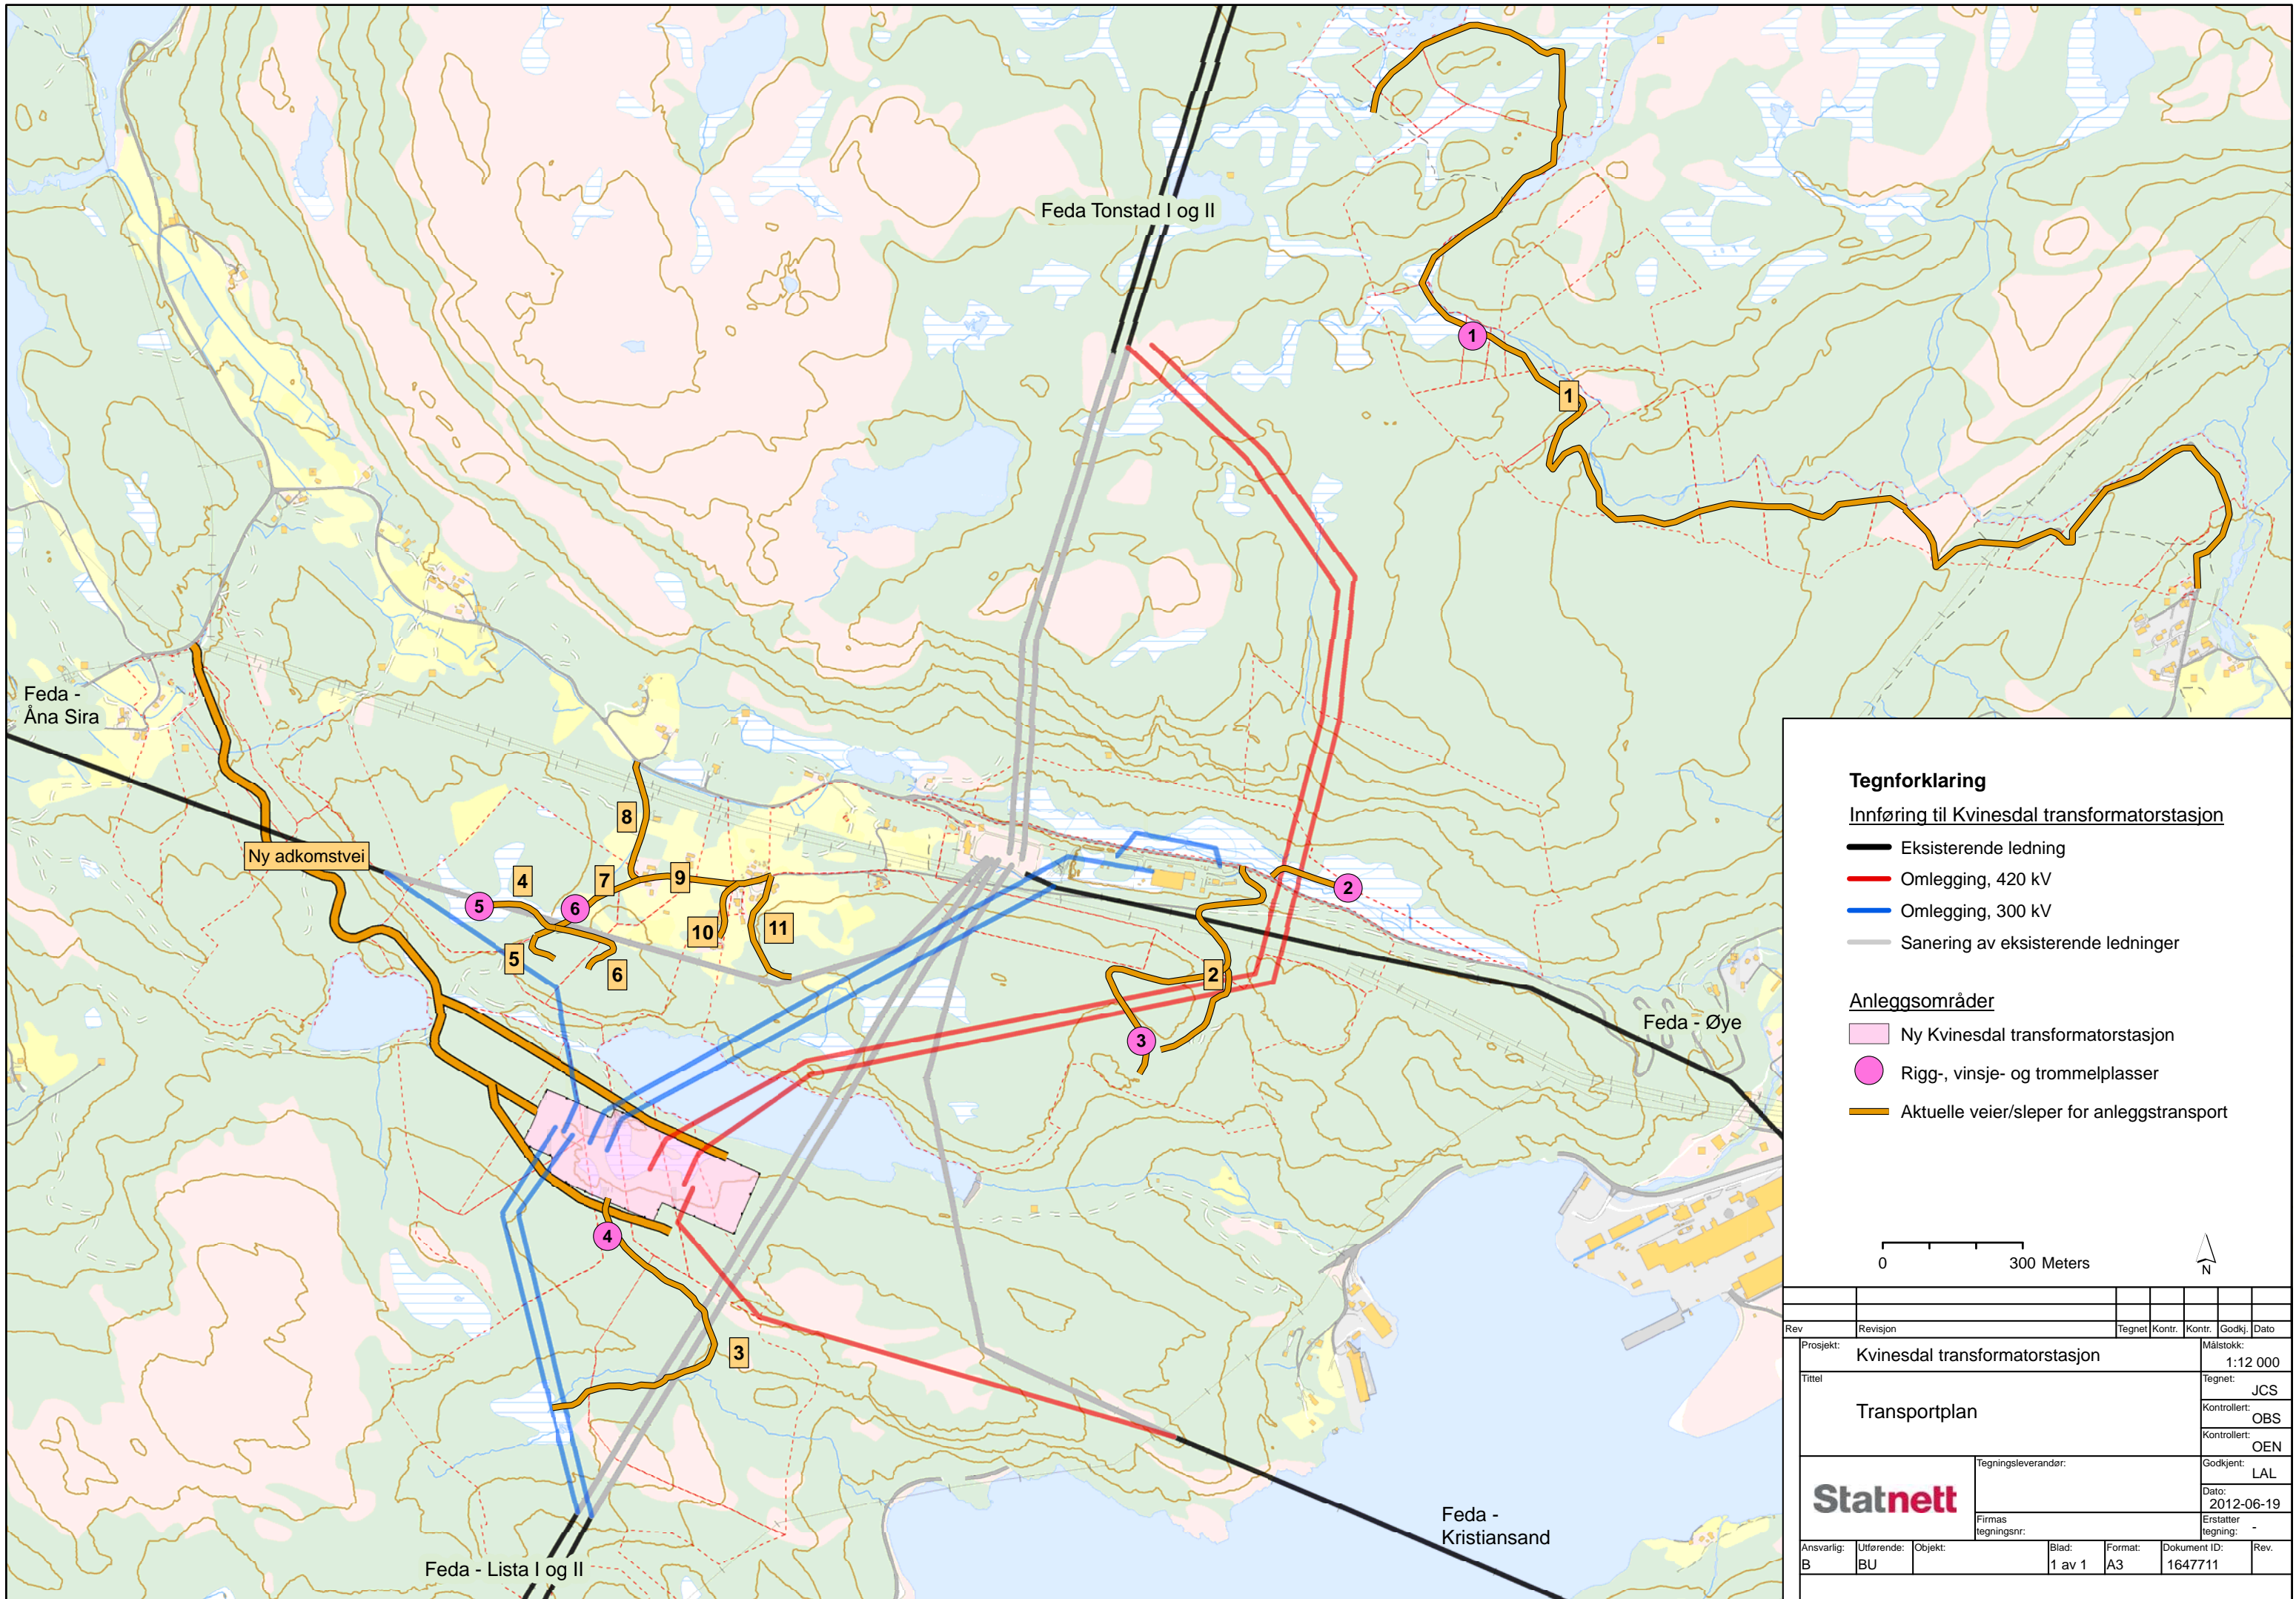 Feda Tonstad I og II
1
1
Feda -
Åna Sira
8
Ny adkomstvei
4
7
9
5
6
2
10
11
5
6
2
3
Feda - Øye
4
3
Feda -
Kristiansand
Feda - Lista I og II
Tegnforklaring
Innføring til Kvinesdal transformatorstasjon
Eksisterende ledning
Omlegging, 420 kV
Omlegging, 300 kV
Sanering av eksisterende ledninger
Anleggsområder
Ny Kvinesdal transformatorstasjon
Rigg-, vinsje- og trommelplasser
Aktuelle veier/sleper for anleggstransport
0 300 Meters
N
Rev Revisjon Tegnet Kontr. Kontr. Godkj. Dato
Prosjekt: Kvinesdal transformatorstasjon
Målstokk: 1:12 000
Tittel Transportplan
Tegnet: JCS
Kontrollert: OBS
Kontrollert: OEN
Statnett
Tegningsleverandør:
Godkjent: LAL
Dato: 2012-06-19
Firmas
tegningsnr:
Erstatter
tegning: -
Ansvarlig: Utførende: Objekt: Blad: Format: Dokument ID: Rev.
B BU 1 av 1 A3 1647711